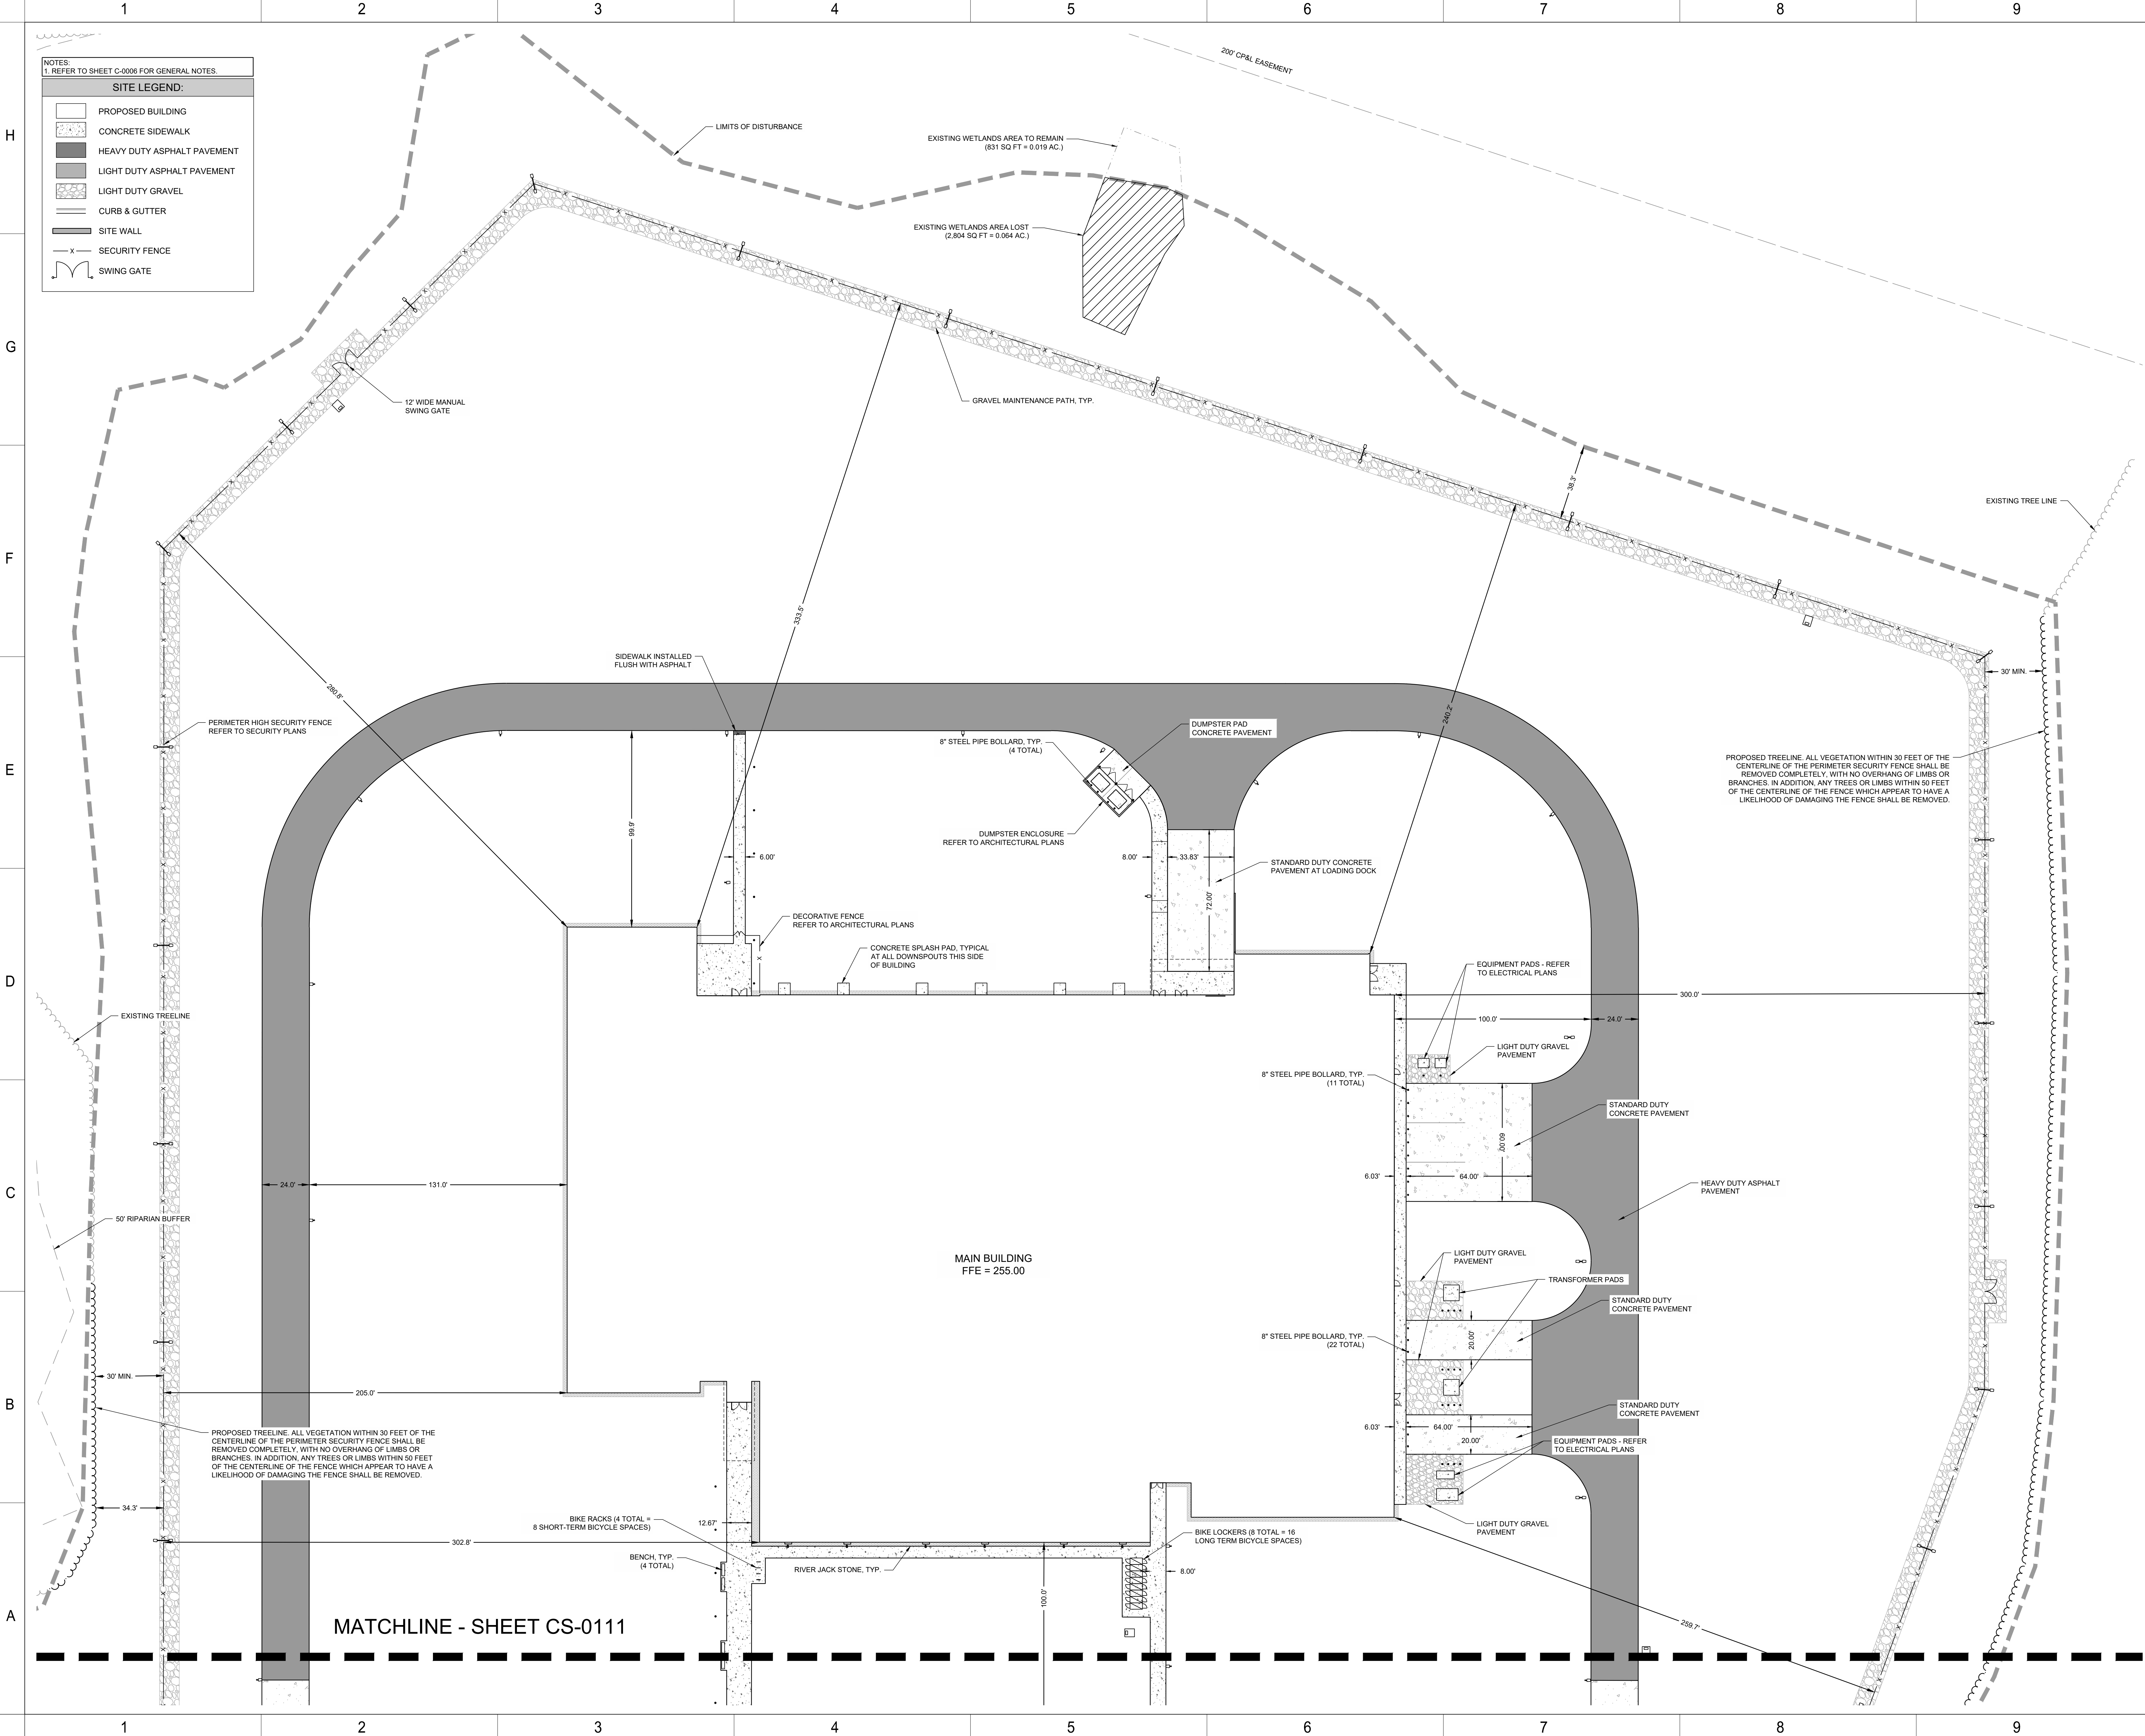 1 2 3 4 5 6 7 8 9
H
G
F
E
D
C
B
A
NOTES:
1. REFER TO SHEET C-0006 FOR GENERAL NOTES.
SITE LEGEND:
PROPOSED BUILDING
CONCRETE SIDEWALK
HEAVY DUTY ASPHALT PAVEMENT
LIGHT DUTY ASPHALT PAVEMENT
LIGHT DUTY GRAVEL
CURB & GUTTER
SITE WALL
X SECURITY FENCE
SWING GATE
200' CP&L EASEMENT
LIMITS OF DISTURBANCE
EXISTING WETLANDS AREA TO REMAIN
(831 SQ FT = 0.019 AC.)
EXISTING WETLANDS AREA LOST
(2,804 SQ FT = 0.064 AC.)
12' WIDE MANUAL
SWING GATE
GRAVEL MAINTENANCE PATH, TYP.
38.3'
EXISTING TREE LINE
333.5'
280.8'
240.2'
SIDEWALK INSTALLED
FLUSH WITH ASPHALT
30' MIN.
PERIMETER HIGH SECURITY FENCE
REFER TO SECURITY PLANS
DUMPSTER PAD
CONCRETE PAVEMENT
8" STEEL PIPE BOLLARD, TYP.
(4 TOTAL)
PROPOSED TREELINE. ALL VEGETATION WITHIN 30 FEET OF THE
CENTERLINE OF THE PERIMETER SECURITY FENCE SHALL BE
REMOVED COMPLETELY, WITH NO OVERHANG OF LIMBS OR
BRANCHES. IN ADDITION, ANY TREES OR LIMBS WITHIN 50 FEET
OF THE CENTERLINE OF THE FENCE WHICH APPEAR TO HAVE A
LIKELIHOOD OF DAMAGING THE FENCE SHALL BE REMOVED.
99.9'
DUMPSTER ENCLOSURE
REFER TO ARCHITECTURAL PLANS
6.00'
8.00'
33.83'
STANDARD DUTY CONCRETE
PAVEMENT AT LOADING DOCK
72.00'
DECORATIVE FENCE
REFER TO ARCHITECTURAL PLANS
CONCRETE SPLASH PAD, TYPICAL
AT ALL DOWNSPOUTS THIS SIDE
OF BUILDING
EQUIPMENT PADS - REFER
TO ELECTRICAL PLANS
300.0'
EXISTING TREELINE
100.0'
24.0'
LIGHT DUTY GRAVEL
PAVEMENT
8" STEEL PIPE BOLLARD, TYP.
(11 TOTAL)
STANDARD DUTY
CONCRETE PAVEMENT
60.00'
6.03'
64.00'
24.0'
131.0'
HEAVY DUTY ASPHALT
PAVEMENT
50' RIPARIAN BUFFER
MAIN BUILDING
FFE = 255.00
LIGHT DUTY GRAVEL
PAVEMENT
TRANSFORMER PADS
STANDARD DUTY
CONCRETE PAVEMENT
8" STEEL PIPE BOLLARD, TYP.
(22 TOTAL)
20.00'
30' MIN.
205.0'
STANDARD DUTY
CONCRETE PAVEMENT
6.03'
64.00'
20.00'
EQUIPMENT PADS - REFER
TO ELECTRICAL PLANS
PROPOSED TREELINE. ALL VEGETATION WITHIN 30 FEET OF THE
CENTERLINE OF THE PERIMETER SECURITY FENCE SHALL BE
REMOVED COMPLETELY, WITH NO OVERHANG OF LIMBS OR
BRANCHES. IN ADDITION, ANY TREES OR LIMBS WITHIN 50 FEET
OF THE CENTERLINE OF THE FENCE WHICH APPEAR TO HAVE A
LIKELIHOOD OF DAMAGING THE FENCE SHALL BE REMOVED.
34.3'
BIKE RACKS (4 TOTAL =
8 SHORT-TERM BICYCLE SPACES)
12.67'
302.8'
BENCH, TYP.
(4 TOTAL)
RIVER JACK STONE, TYP.
BIKE LOCKERS (8 TOTAL = 16
LONG TERM BICYCLE SPACES)
LIGHT DUTY GRAVEL
PAVEMENT
8.00'
100.0'
259.7'
MATCHLINE - SHEET CS-0111
1 2 3 4 5 6 7 8 9